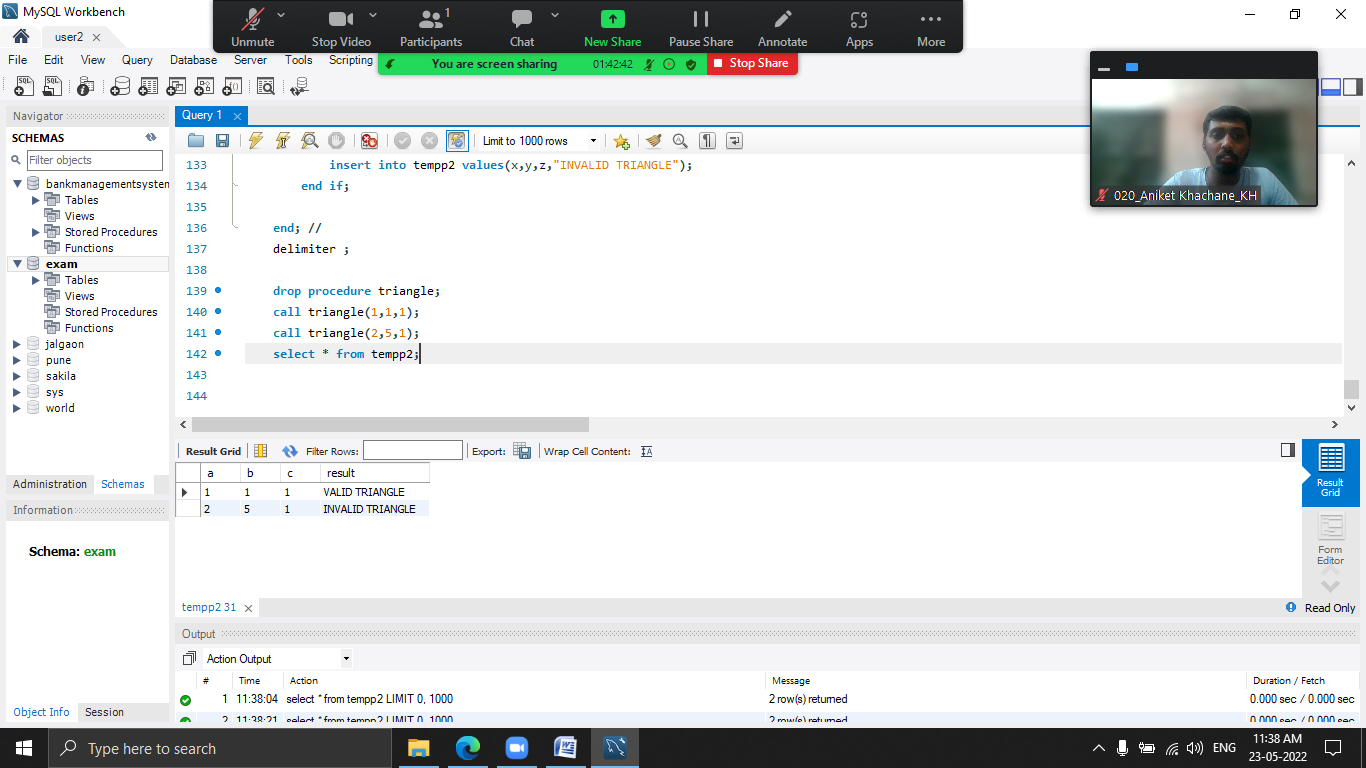 MySQL Workbench
user2
Unmute
Stop Video
Participants
1
Chat
New Share
Pause Share
Annotate
Apps
More
File Edit View Query Database Server Tools Scripting
You are screen sharing
01:42:42
Stop Share
020_Aniket Khachane_KH
Navigator
SCHEMAS
Filter objects
bankmanagementsystem
Tables
Views
Stored Procedures
Functions
exam
Tables
Views
Stored Procedures
Functions
jalgaon
pune
sakila
sys
world
Administration Schemas
Information
Schema: exam
Object Info Session
Query 1
Limit to 1000 rows
133 insert into tempp2 values(x,y,z,"INVALID TRIANGLE");
134 end if;
135
136 end; //
137 delimiter ;
138
139 drop procedure triangle;
140 call triangle(1,1,1);
141 call triangle(2,5,1);
142 select * from tempp2;
143
144
Result Grid Filter Rows: Export: Wrap Cell Content:
a b c result
1 1 1 VALID TRIANGLE
2 5 1 INVALID TRIANGLE
Result
Grid
Form
Editor
tempp2 31
Read Only
Output
Action Output
# Time Action Message Duration / Fetch
1 11:38:04 select * from tempp2 LIMIT 0, 1000 2 row(s) returned 0.000 sec / 0.000 sec
2 11:38:21 select * from tempp2 LIMIT 0, 1000 2 row(s) returned 0.000 sec / 0.000 sec
Type here to search
ENG
11:38 AM
23-05-2022